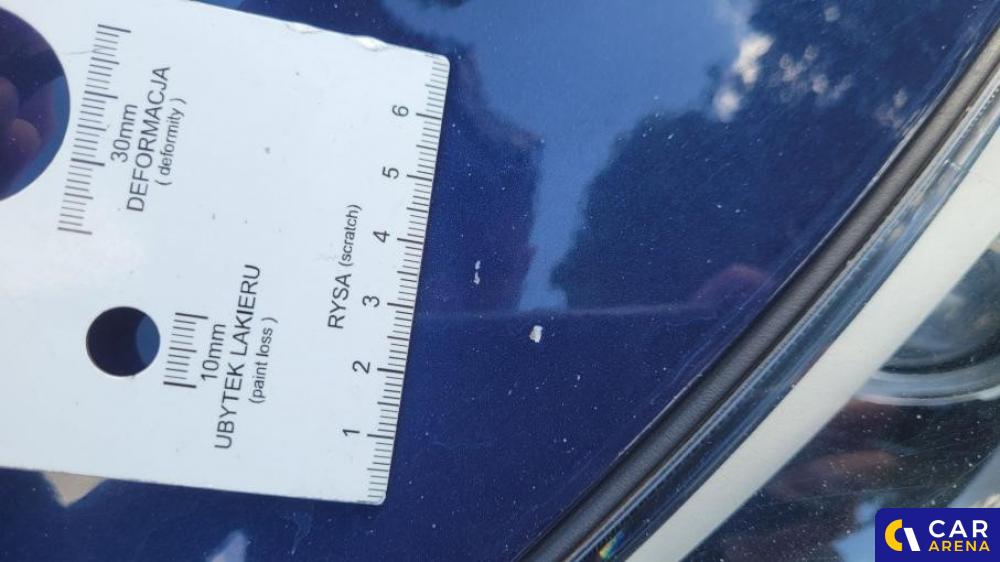 30mm
DEFORMACJA
( deformity )
10mm
UBYTEK LAKIERU
(paint loss )
RYSA (scratch)
1 2 3 4 5 6
CAR
ARENA